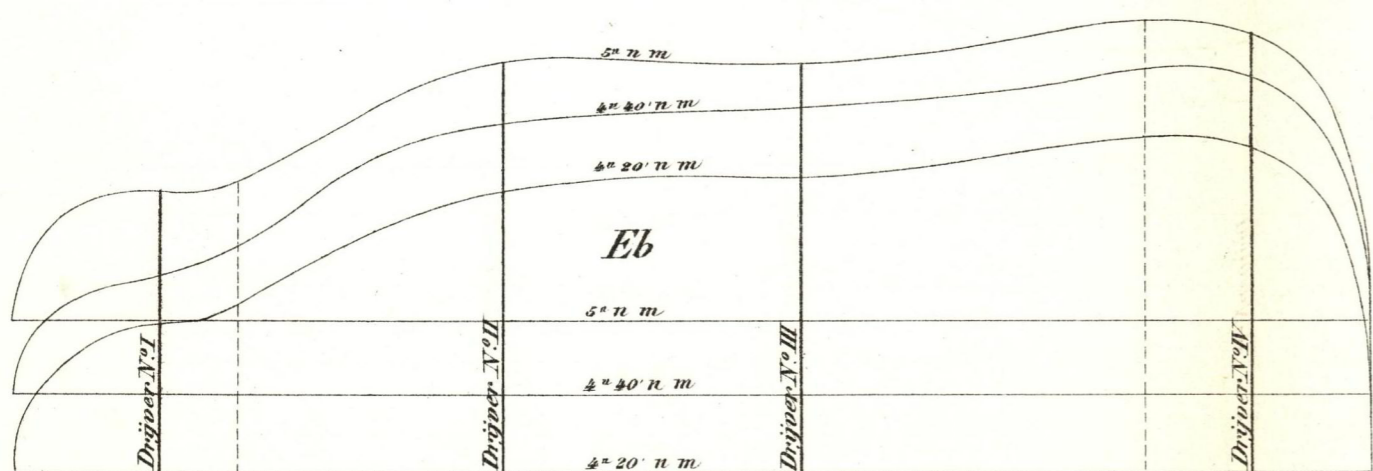 5ᵘ n m
4ᵘ 40' n m
4ᵘ 20' n m
Eb
5ᵘ n m
4ᵘ 40' n m
4ᵘ 20' n m
Drijver Nº I
Drijver Nº II
Drijver Nº III
Drijver Nº IV